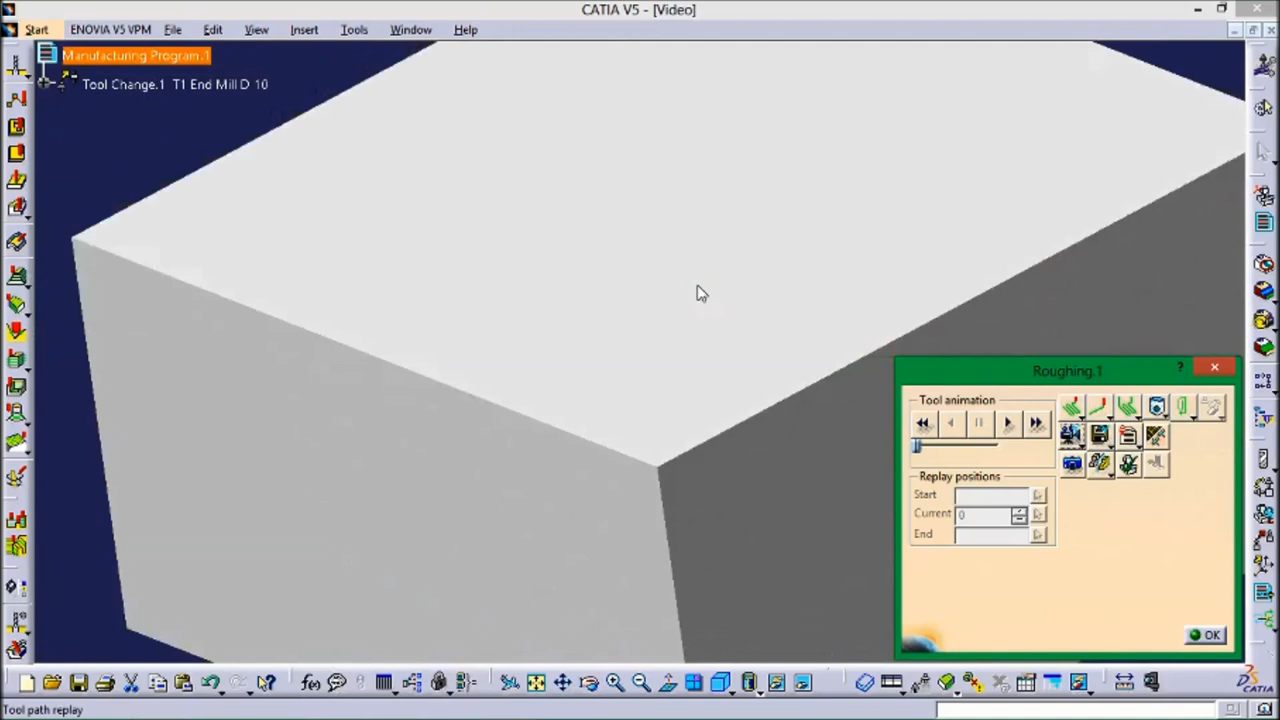 CATIA V5 - [Video]
Start ENOVIA V5 VPM File Edit View Insert Tools Window Help
Manufacturing Program.1
Tool Change.1 T1 End Mill D 10
Roughing.1
Tool animation
Replay positions
Start
Current 0
End
OK
f(x)
CATIA
Tool path replay